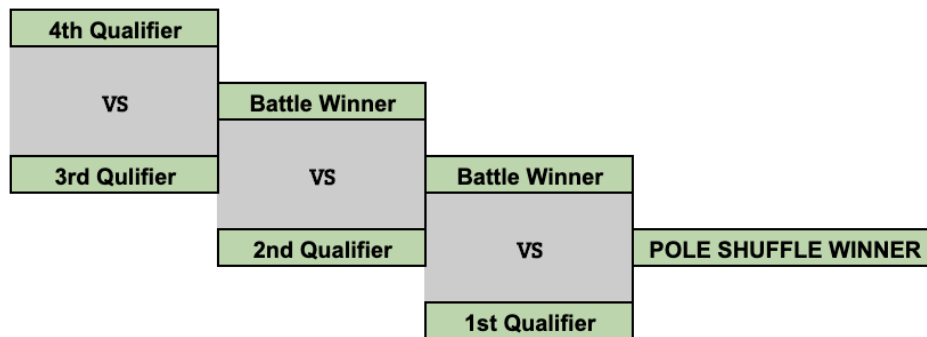 4th Qualifier
VS
3rd Qulifier
Battle Winner
VS
2nd Qualifier
Battle Winner
VS
1st Qualifier
POLE SHUFFLE WINNER